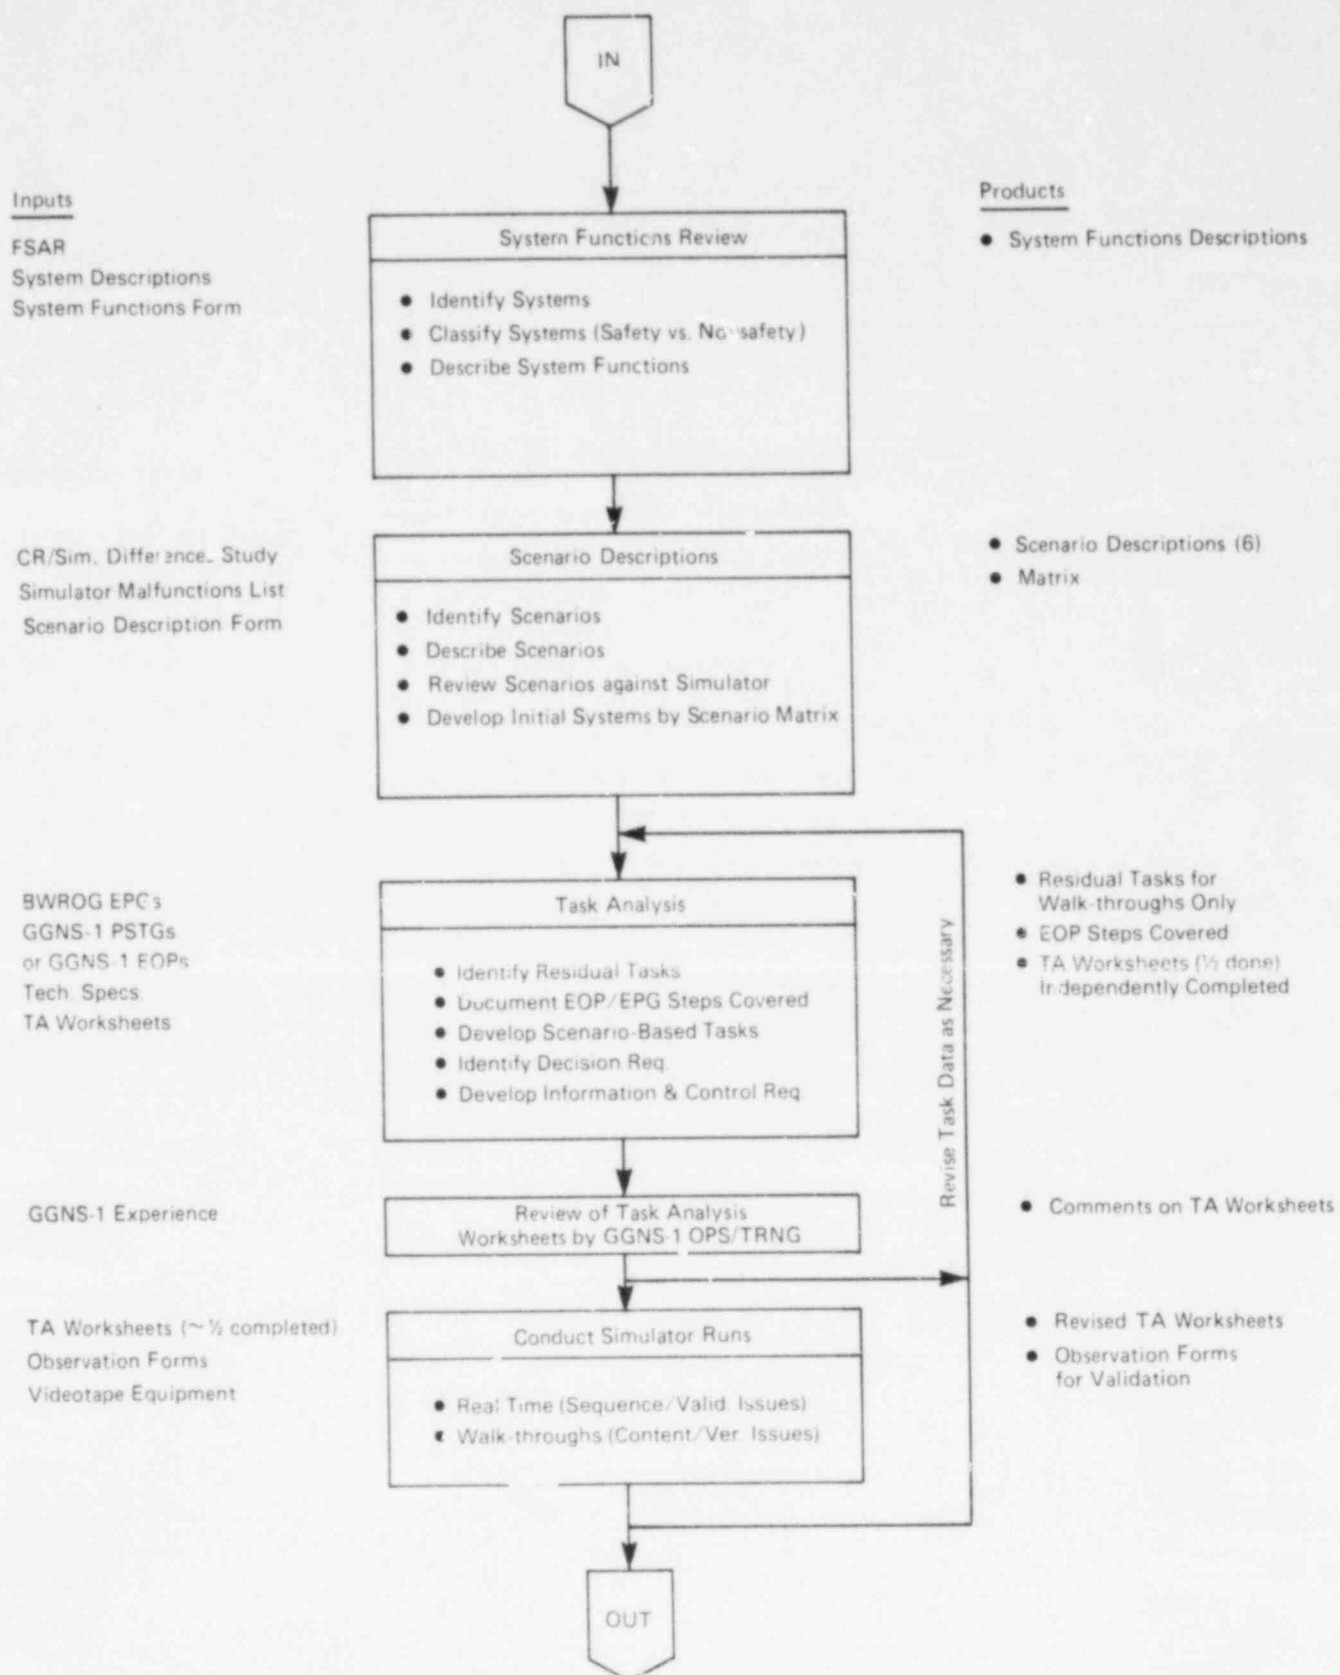 IN
Inputs
FSAR
System Descriptions
System Functions Form
System Functions Review
● Identify Systems
● Classify Systems (Safety vs. safety)
● Describe System Functions
Products
● System Functions Descriptions
CR/Sim. Study
Simulator Malfunctions List
Scenario Description Form
Scenario Descriptions
● Identify Scenarios
● Describe Scenarios
● Review Scenarios against Simulator
● Develop Initial Systems by Scenario Matrix
● Scenario Descriptions (6)
● Matrix
BWROG
GGNS-1 PSTGs
or GGNS-1 EOPs
Tech. Specs.
TA Worksheets
Task Analysis
● Identify Residual Tasks
● Document EOP/EPG Steps Covered
● Develop Scenario-Based Tasks
● Identify Decision Req.
● Develop Information & Control Req.
Revise Task Data as Necessary
● Residual Tasks for
Walk-throughs Only
● EOP Steps Covered
● TA Worksheets (½ done)
Independently Completed
GGNS-1 Experience
Review of Task Analysis
Worksheets by GGNS-1 OPS/TRNG
● Comments on TA Worksheets
TA Worksheets (~ ½ completed)
Observation Forms
Videotape Equipment
Conduct Simulator Runs
● Real Time (Sequence/Valid. Issues)
● Walk-throughs (Content/Ver. Issues)
● Revised TA Worksheets
● Observation Forms
for Validation
OUT